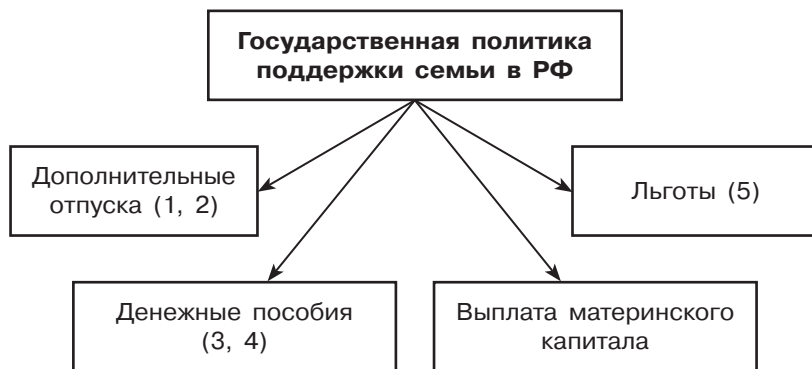 Государственная политика
поддержки семьи в РФ
Дополнительные
отпуска (1, 2)
Льготы (5)
Денежные пособия
(3, 4)
Выплата материнского
капитала